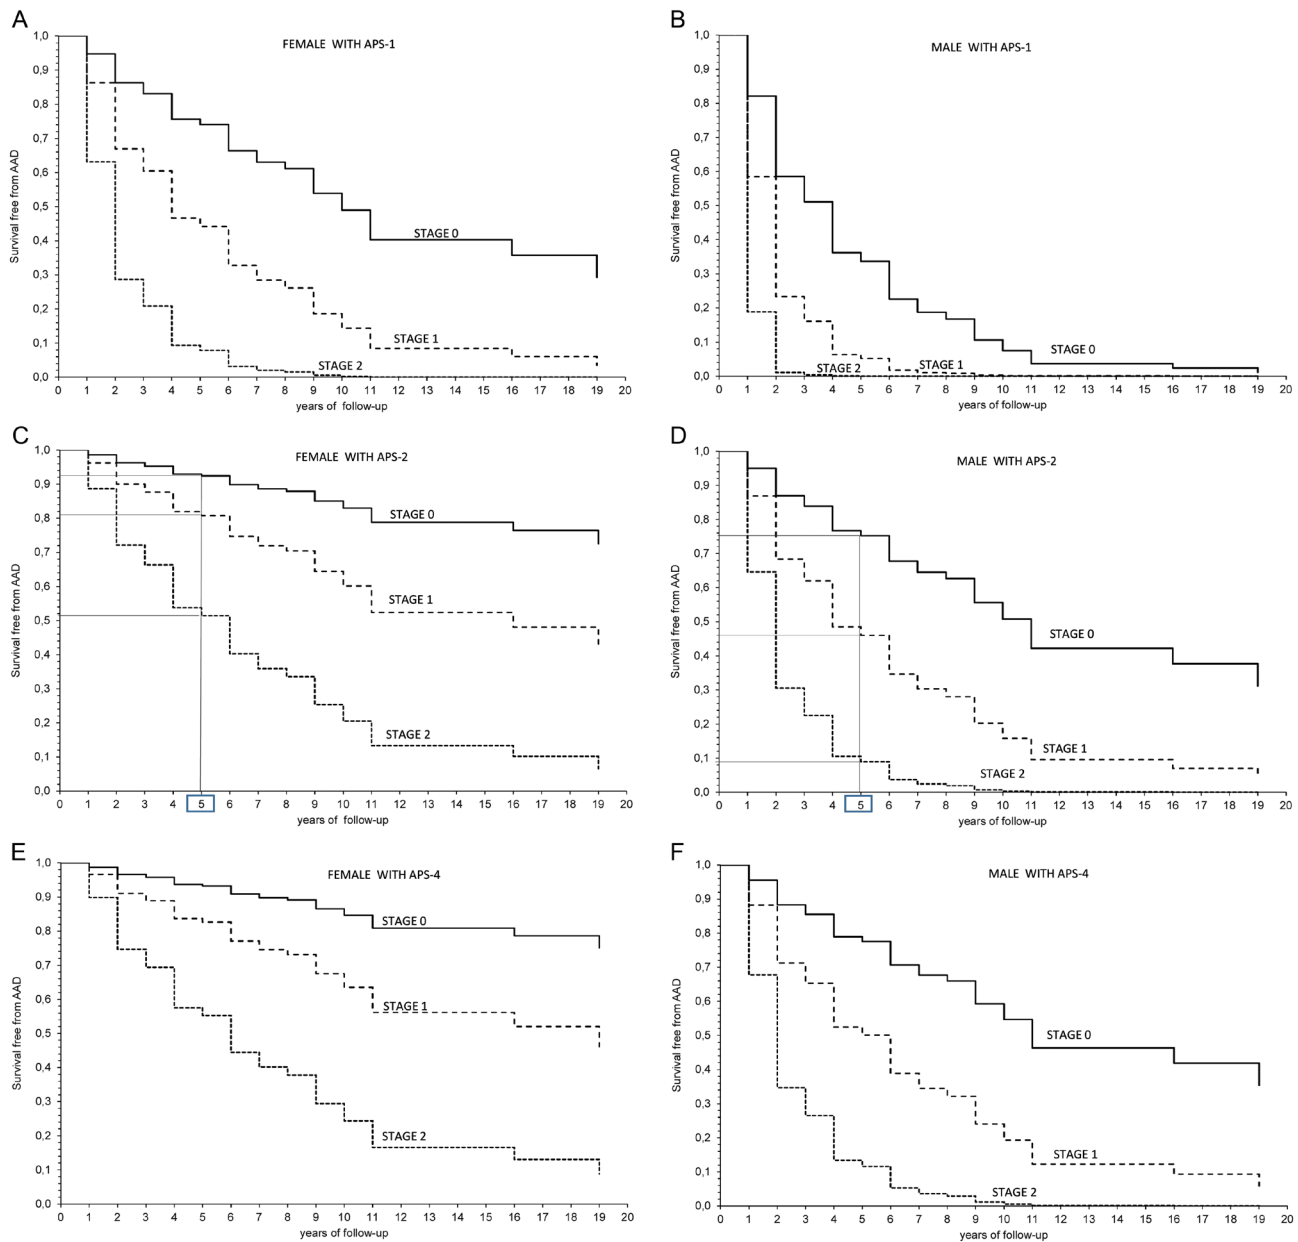 A
FEMALE WITH APS-1
1,0
0,9
0,8
0,7
0,6
0,5
0,4
0,3
0,2
0,1
0,0
Survival free from AAD
STAGE 0
STAGE 1
STAGE 2
0 1 2 3 4 5 6 7 8 9 10 11 12 13 14 15 16 17 18 19 20
years of follow-up
B
MALE WITH APS-1
1,0
0,9
0,8
0,7
0,6
0,5
0,4
0,3
0,2
0,1
0,0
Survival free from AAD
STAGE 0
STAGE 1
STAGE 2
0 1 2 3 4 5 6 7 8 9 10 11 12 13 14 15 16 17 18 19 20
years of follow-up
C
FEMALE WITH APS-2
1,0
0,9
0,8
0,7
0,6
0,5
0,4
0,3
0,2
0,1
0,0
Survival free from AAD
STAGE 0
STAGE 1
STAGE 2
0 1 2 3 4 5 6 7 8 9 10 11 12 13 14 15 16 17 18 19 20
years of follow-up
D
MALE WITH APS-2
1,0
0,9
0,8
0,7
0,6
0,5
0,4
0,3
0,2
0,1
0,0
Survival free from AAD
STAGE 0
STAGE 1
STAGE 2
0 1 2 3 4 5 6 7 8 9 10 11 12 13 14 15 16 17 18 19 20
years of follow-up
E
FEMALE WITH APS-4
1,0
0,9
0,8
0,7
0,6
0,5
0,4
0,3
0,2
0,1
0,0
Survival free from AAD
STAGE 0
STAGE 1
STAGE 2
0 1 2 3 4 5 6 7 8 9 10 11 12 13 14 15 16 17 18 19 20
years of follow-up
F
MALE WITH APS-4
1,0
0,9
0,8
0,7
0,6
0,5
0,4
0,3
0,2
0,1
0,0
Survival free from AAD
STAGE 0
STAGE 1
STAGE 2
0 1 2 3 4 5 6 7 8 9 10 11 12 13 14 15 16 17 18 19 20
years of follow-up